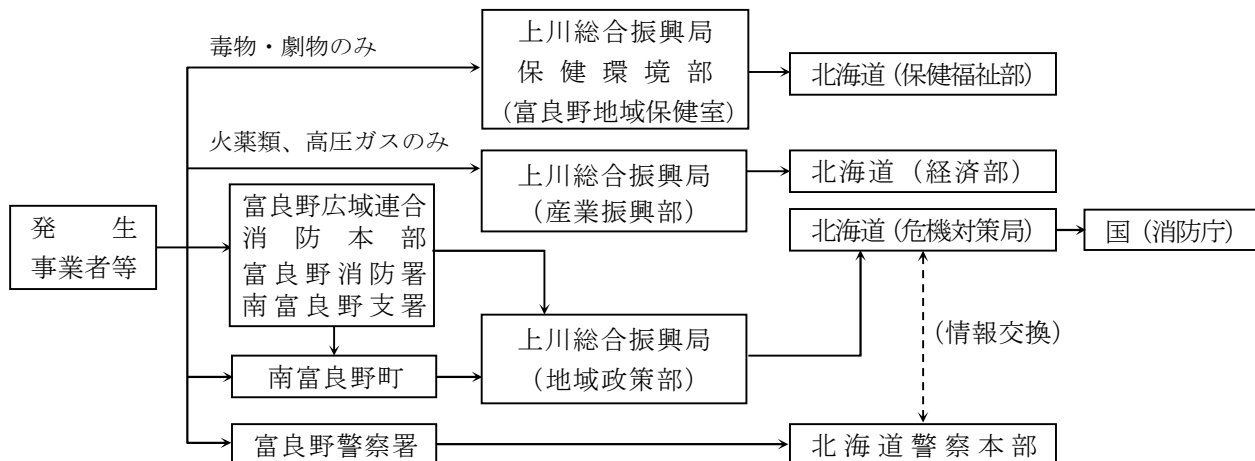 毒物・劇物のみ
上川総合振興局
保健環境部
(富良野地域保健室)
北海道(保健福祉部)
火薬類、高圧ガスのみ
上川総合振興局
(産業振興部)
北海道(経済部)
発生
事業者等
富良野広域連合
消防本部
富良野消防署
南富良野支署
北海道(危機対策局)
国(消防庁)
上川総合振興局
(地域政策部)
(情報交換)
南富良野町
富良野警察署
北海道警察本部